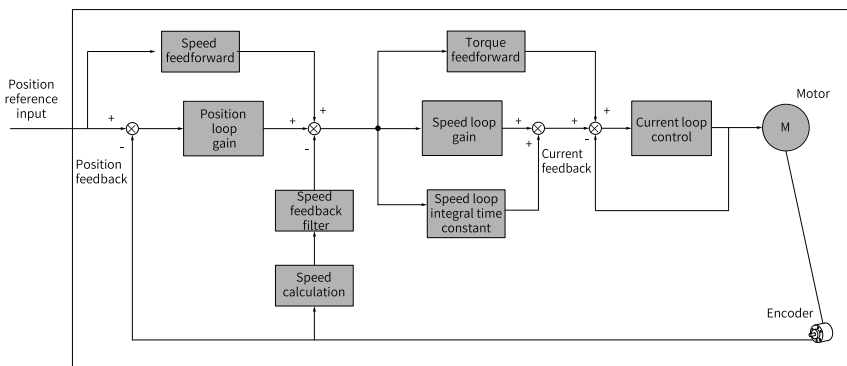 Speed
feedforward
Torque
feedforward
Position
reference
input
Motor
+
+
+
Position
loop
gain
+
-
Speed loop
gain
+
+
+
-
Current loop
control
M
-
Position
feedback
Current
feedback
Speed
feedback
filter
Speed loop
integral time
constant
Speed
calculation
Encoder